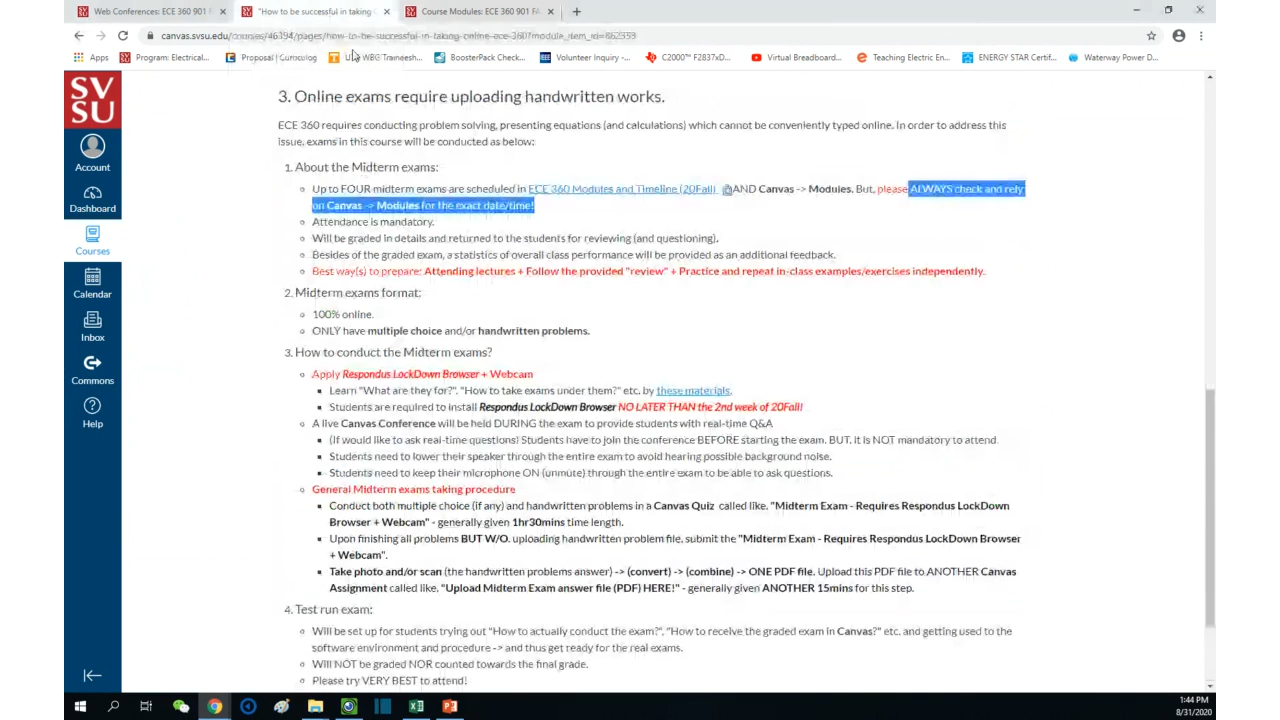 Web Conferences: ECE 360 901 F
"How to be successful in taking
Course Modules: ECE 360 901 FA
canvas.svsu.edu/courses/46194/pages/how-to-be-successful-in-taking-online-ece-360?module_item_id=862359
Apps Program: Electrical... Proposal | Curriculog WBG Traineesh... BoosterPack Check... Volunteer Inquiry -... C2000™ F2837xD... Virtual Breadboard... Teaching Electric En... ENERGY STAR Certif... Waterway Power D...
SV
SU
Account
Dashboard
Courses
Calendar
Inbox
Commons
Help
3. Online exams require uploading handwritten works.
ECE 360 requires conducting problem solving, presenting equations (and calculations) which cannot be conveniently typed online. In order to address this
issue, exams in this course will be conducted as below:
1. About the Midterm exams:
Up to FOUR midterm exams are scheduled in ECE 360 Modules and Timeline (20Fall) AND Canvas -> Modules. But, please ALWAYS check and rely
on Canvas -> Modules for the exact date/time!
Attendance is mandatory.
Will be graded in details and returned to the students for reviewing (and questioning).
Besides of the graded exam, a statistics of overall class performance will be provided as an additional feedback.
Best way(s) to prepare: Attending lectures + Follow the provided "review" + Practice and repeat in-class examples/exercises independently.
2. Midterm exams format:
100% online.
ONLY have multiple choice and/or handwritten problems.
3. How to conduct the Midterm exams?
Apply Respondus LockDown Browser + Webcam
Learn "What are they for?", "How to take exams under them?" etc. by these materials.
Students are required to install Respondus LockDown Browser NO LATER THAN the 2nd week of 20Fall!
A live Canvas Conference will be held DURING the exam to provide students with real-time Q&A
(If would like to ask real-time questions) Students have to join the conference BEFORE starting the exam. BUT, it is NOT mandatory to attend.
Students need to lower their speaker through the entire exam to avoid hearing possible background noise.
Students need to keep their microphone ON (unmute) through the entire exam to be able to ask questions.
General Midterm exams taking procedure
Conduct both multiple choice (if any) and handwritten problems in a Canvas Quiz called like, "Midterm Exam - Requires Respondus LockDown
Browser + Webcam" - generally given 1hr30mins time length.
Upon finishing all problems BUT W/O. uploading handwritten problem file, submit the "Midterm Exam - Requires Respondus LockDown Browser
+ Webcam".
Take photo and/or scan (the handwritten problems answer) -> (convert) -> (combine) -> ONE PDF file. Upload this PDF file to ANOTHER Canvas
Assignment called like, "Upload Midterm Exam answer file (PDF) HERE!" - generally given ANOTHER 15mins for this step.
4. Test run exam:
Will be set up for students trying out "How to actually conduct the exam?", "How to receive the graded exam in Canvas?" etc. and getting used to the
software environment and procedure -> and thus get ready for the real exams.
Will NOT be graded NOR counted towards the final grade.
Please try VERY BEST to attend!
1:44 PM
8/31/2020